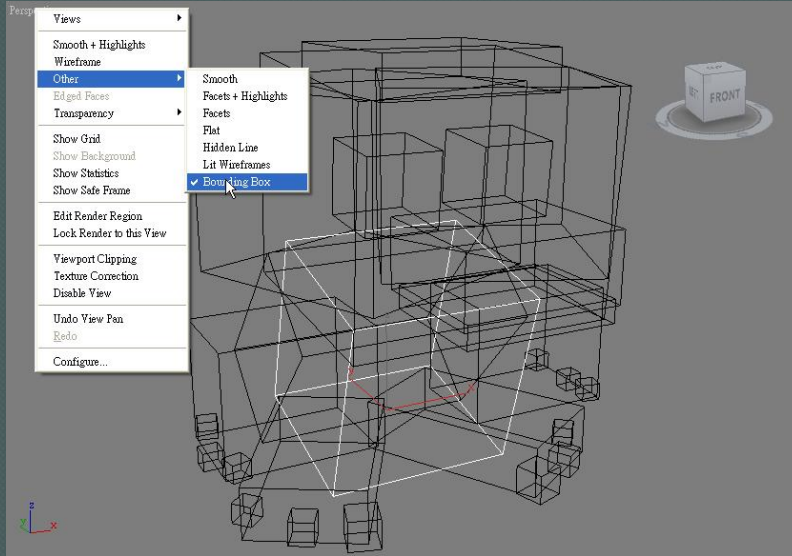 Views
Smooth + Highlights
Wireframe
Other
Edged Faces
Transparency
Show Grid
Show Background
Show Statistics
Show Safe Frame
Edit Render Region
Lock Render to this View
Viewport Clipping
Texture Correction
Disable View
Undo View Pan
Redo
Configure...
Smooth
Facets + Highlights
Facets
Flat
Hidden Line
Lit Wireframes
Bounding Box
FRONT
z
y
x
x